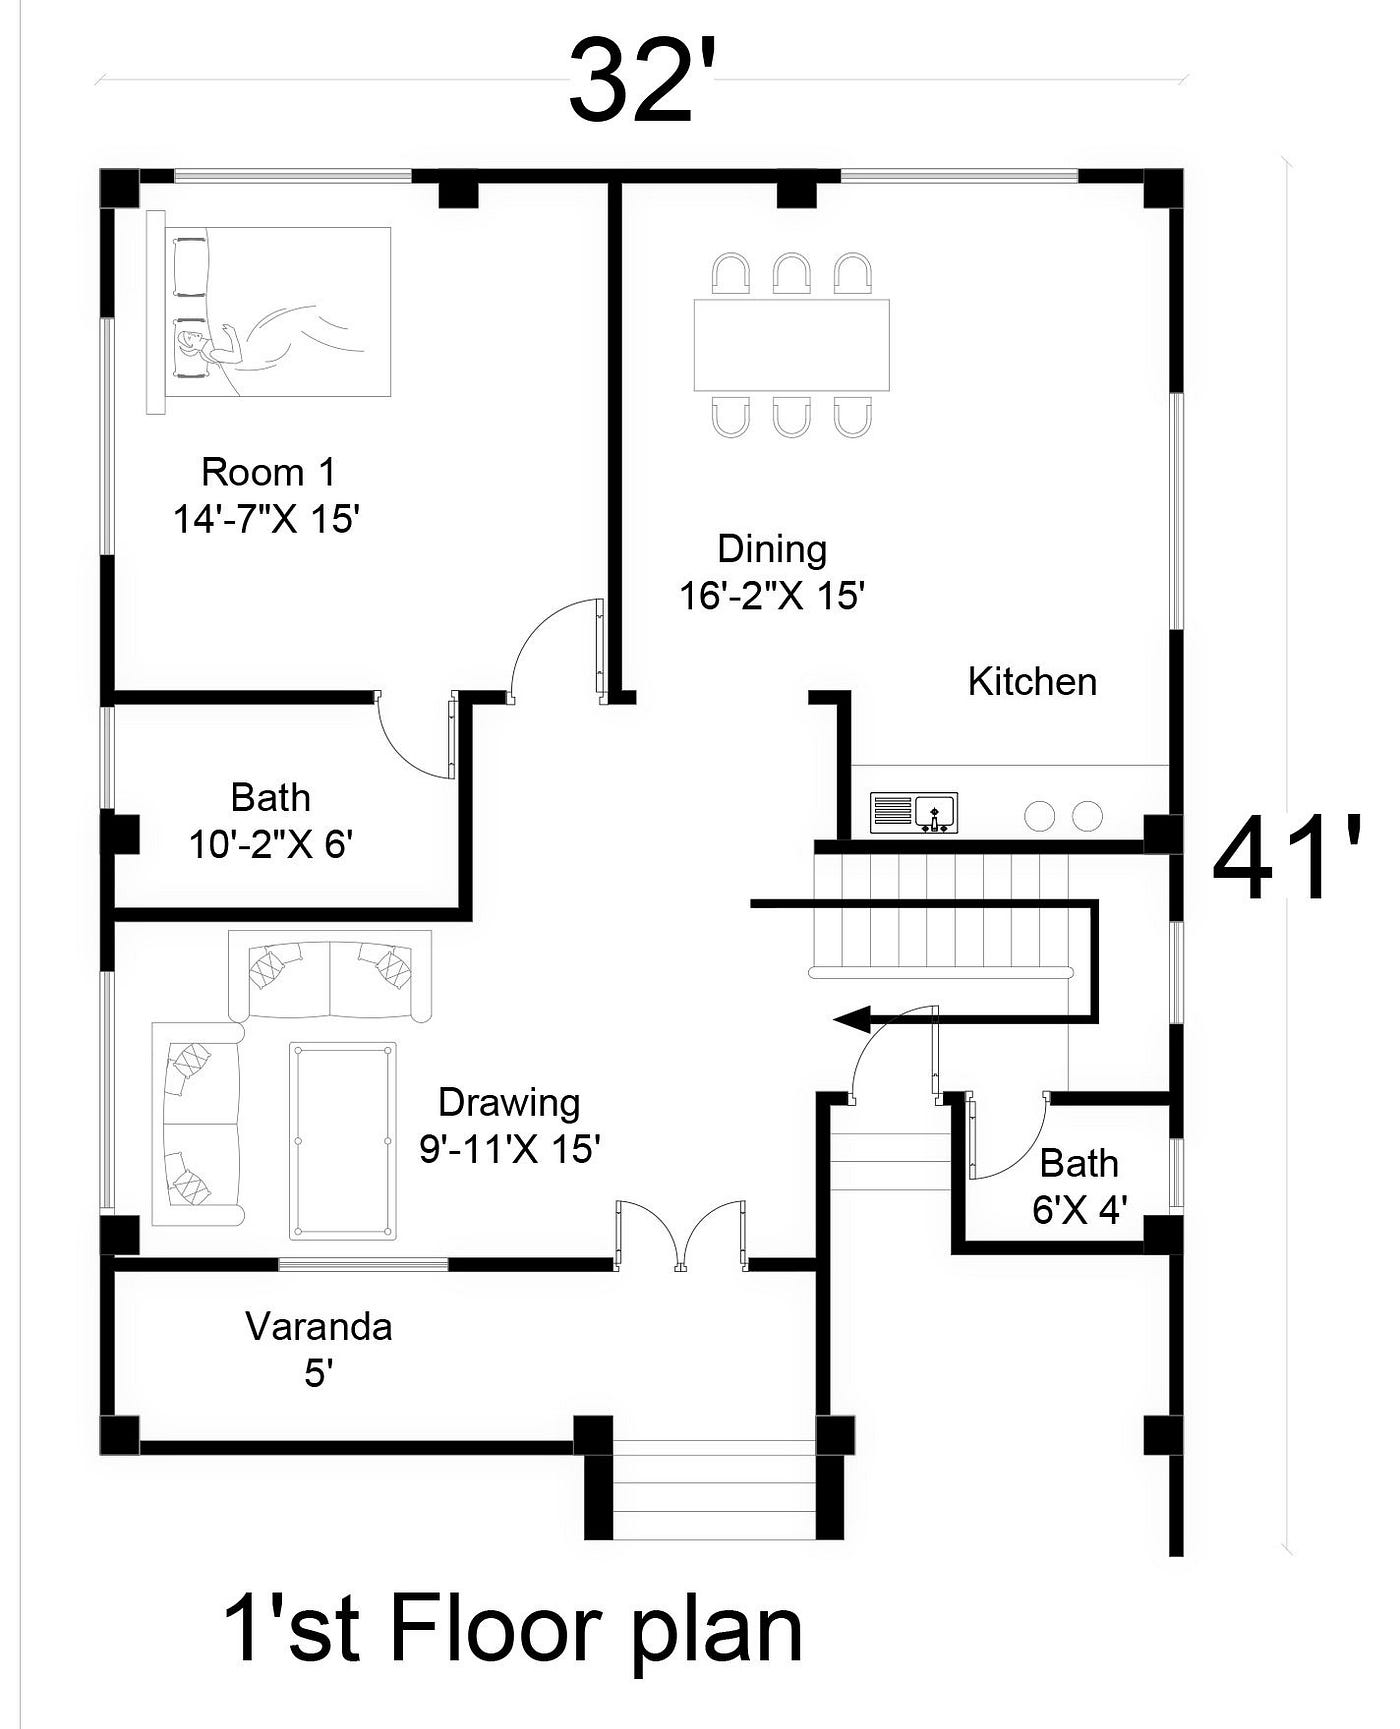 32'
Room 1
14'-7"X 15'
Dining
16'-2"X 15'
Kitchen
Bath
10'-2"X 6'
41'
Drawing
9'-11'X 15'
Bath
6'X 4'
Varanda
5'
1'st Floor plan